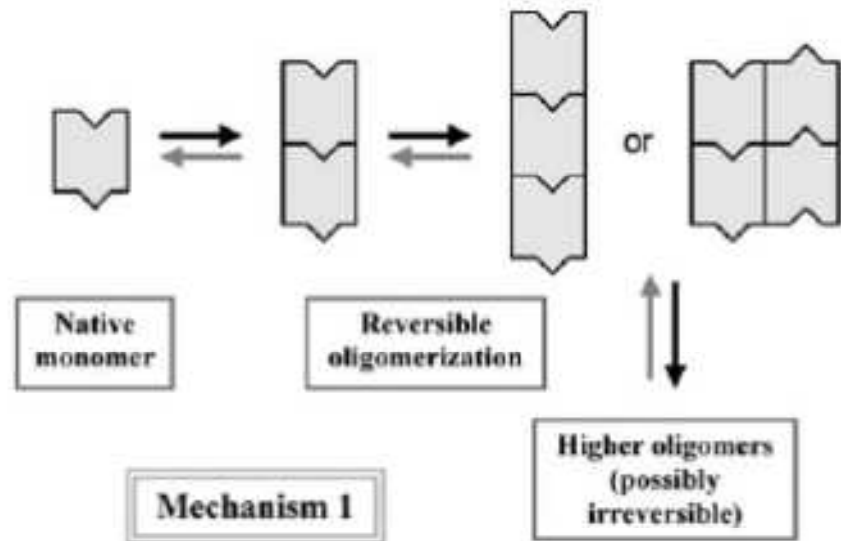 or
Native
monomer
Reversible
oligomerization
Higher oligomers
(possibly
irreversible)
Mechanism 1